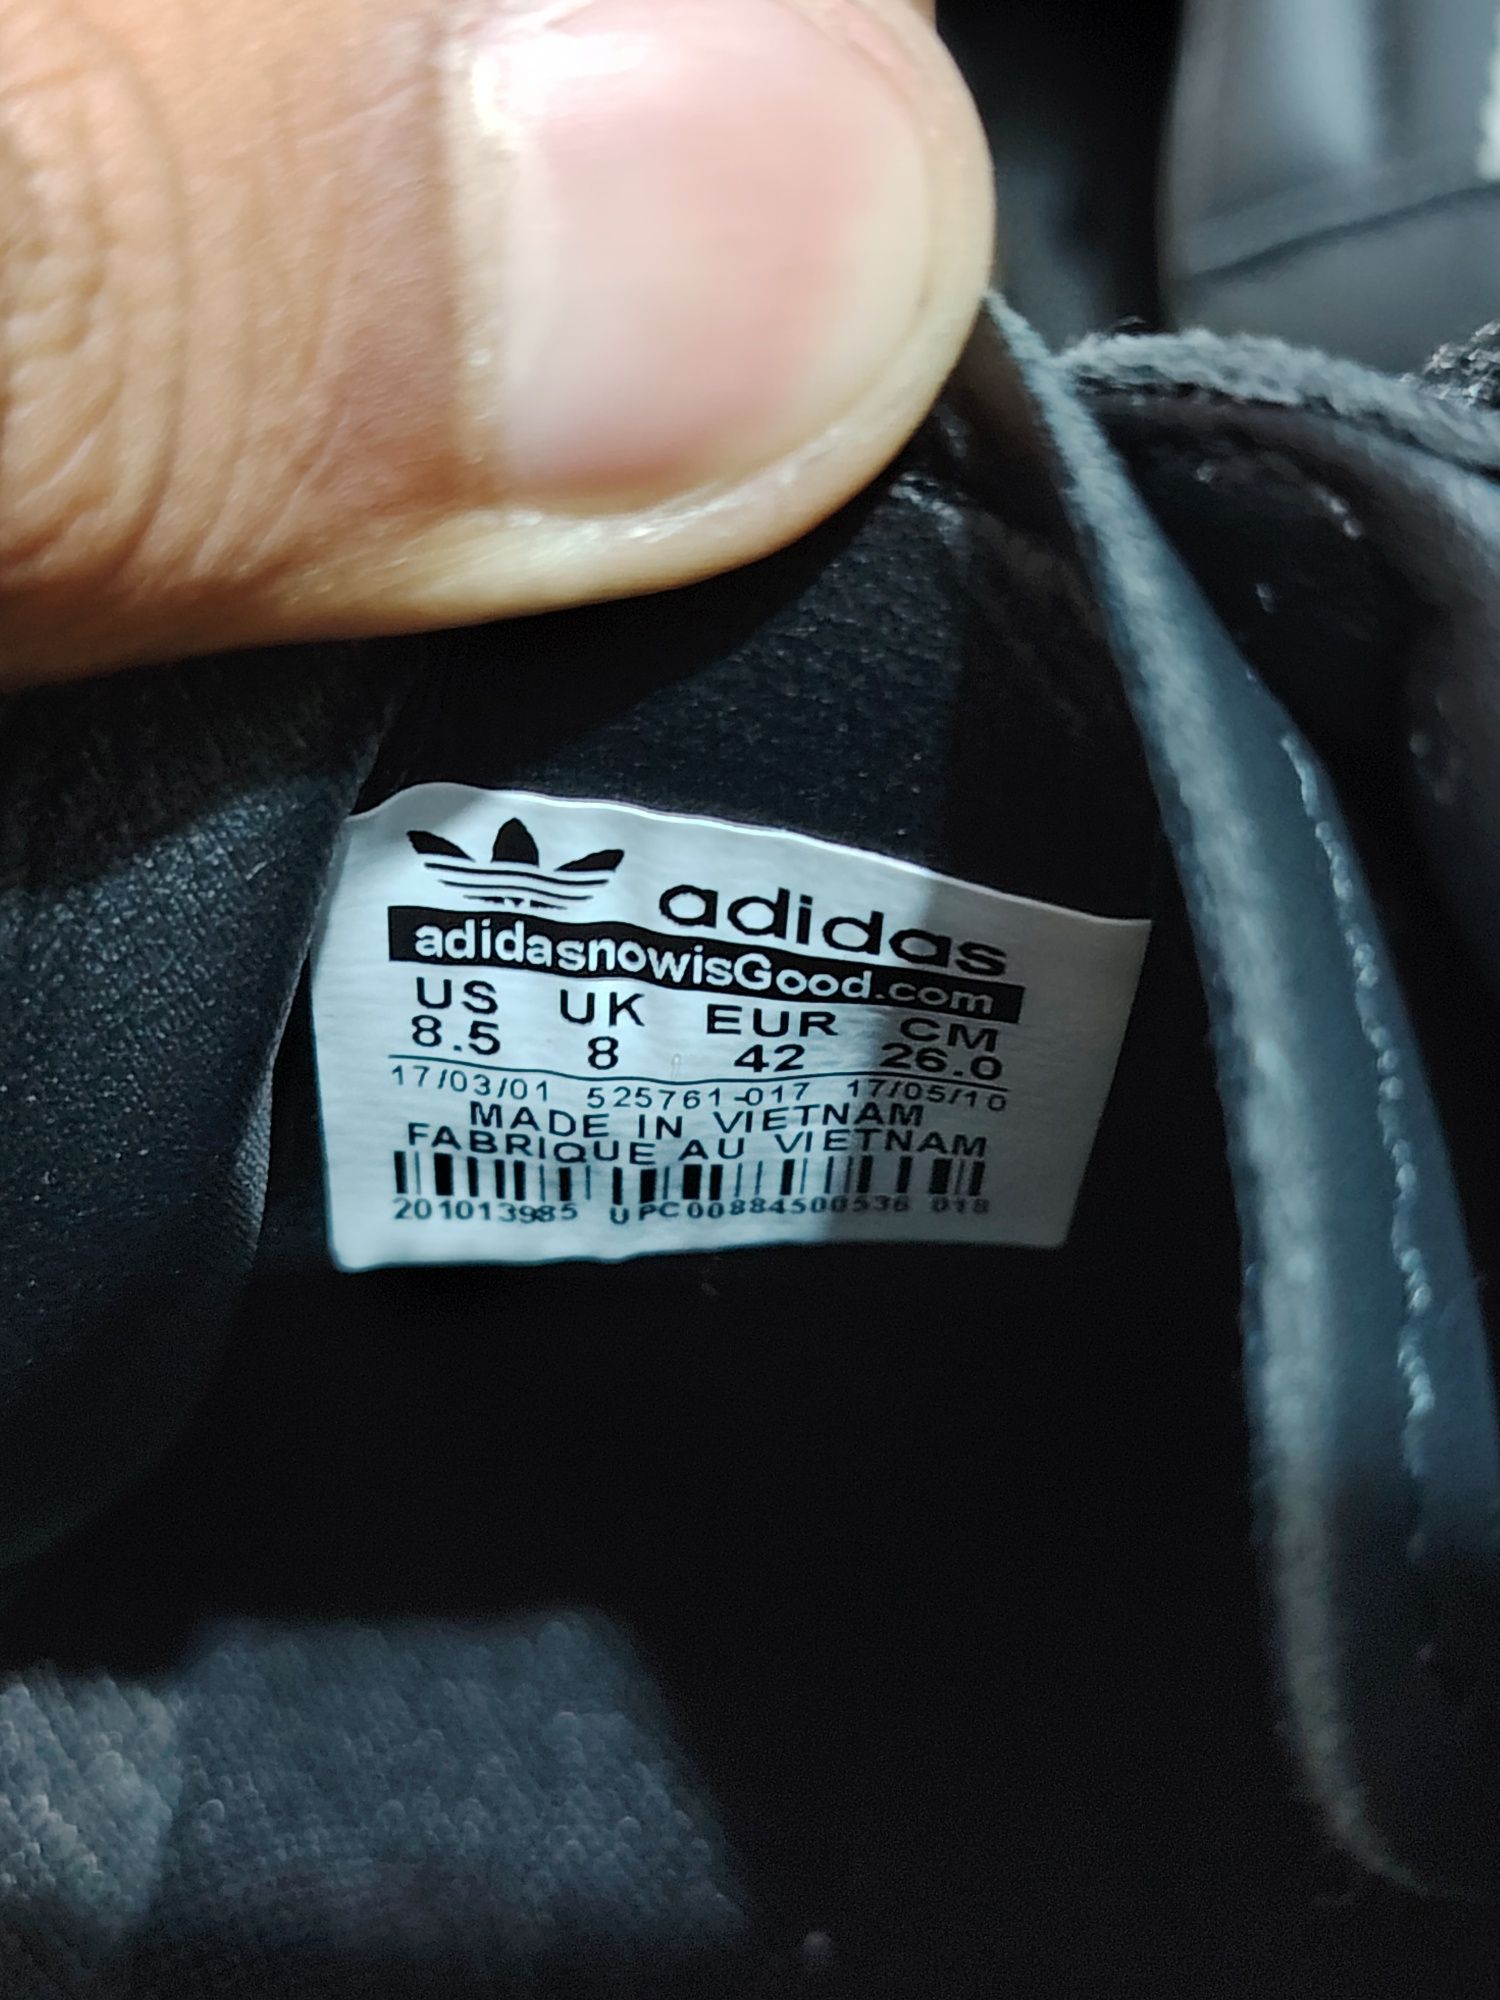 adidas
adidasnowisGood.com
US UK EUR CM
8.5 8 42 26.0
17/03/01 525761-017 17/05/10
MADE IN VIETNAM
FABRIQUE AU VIETNAM
201013985 UPC00884500536 018